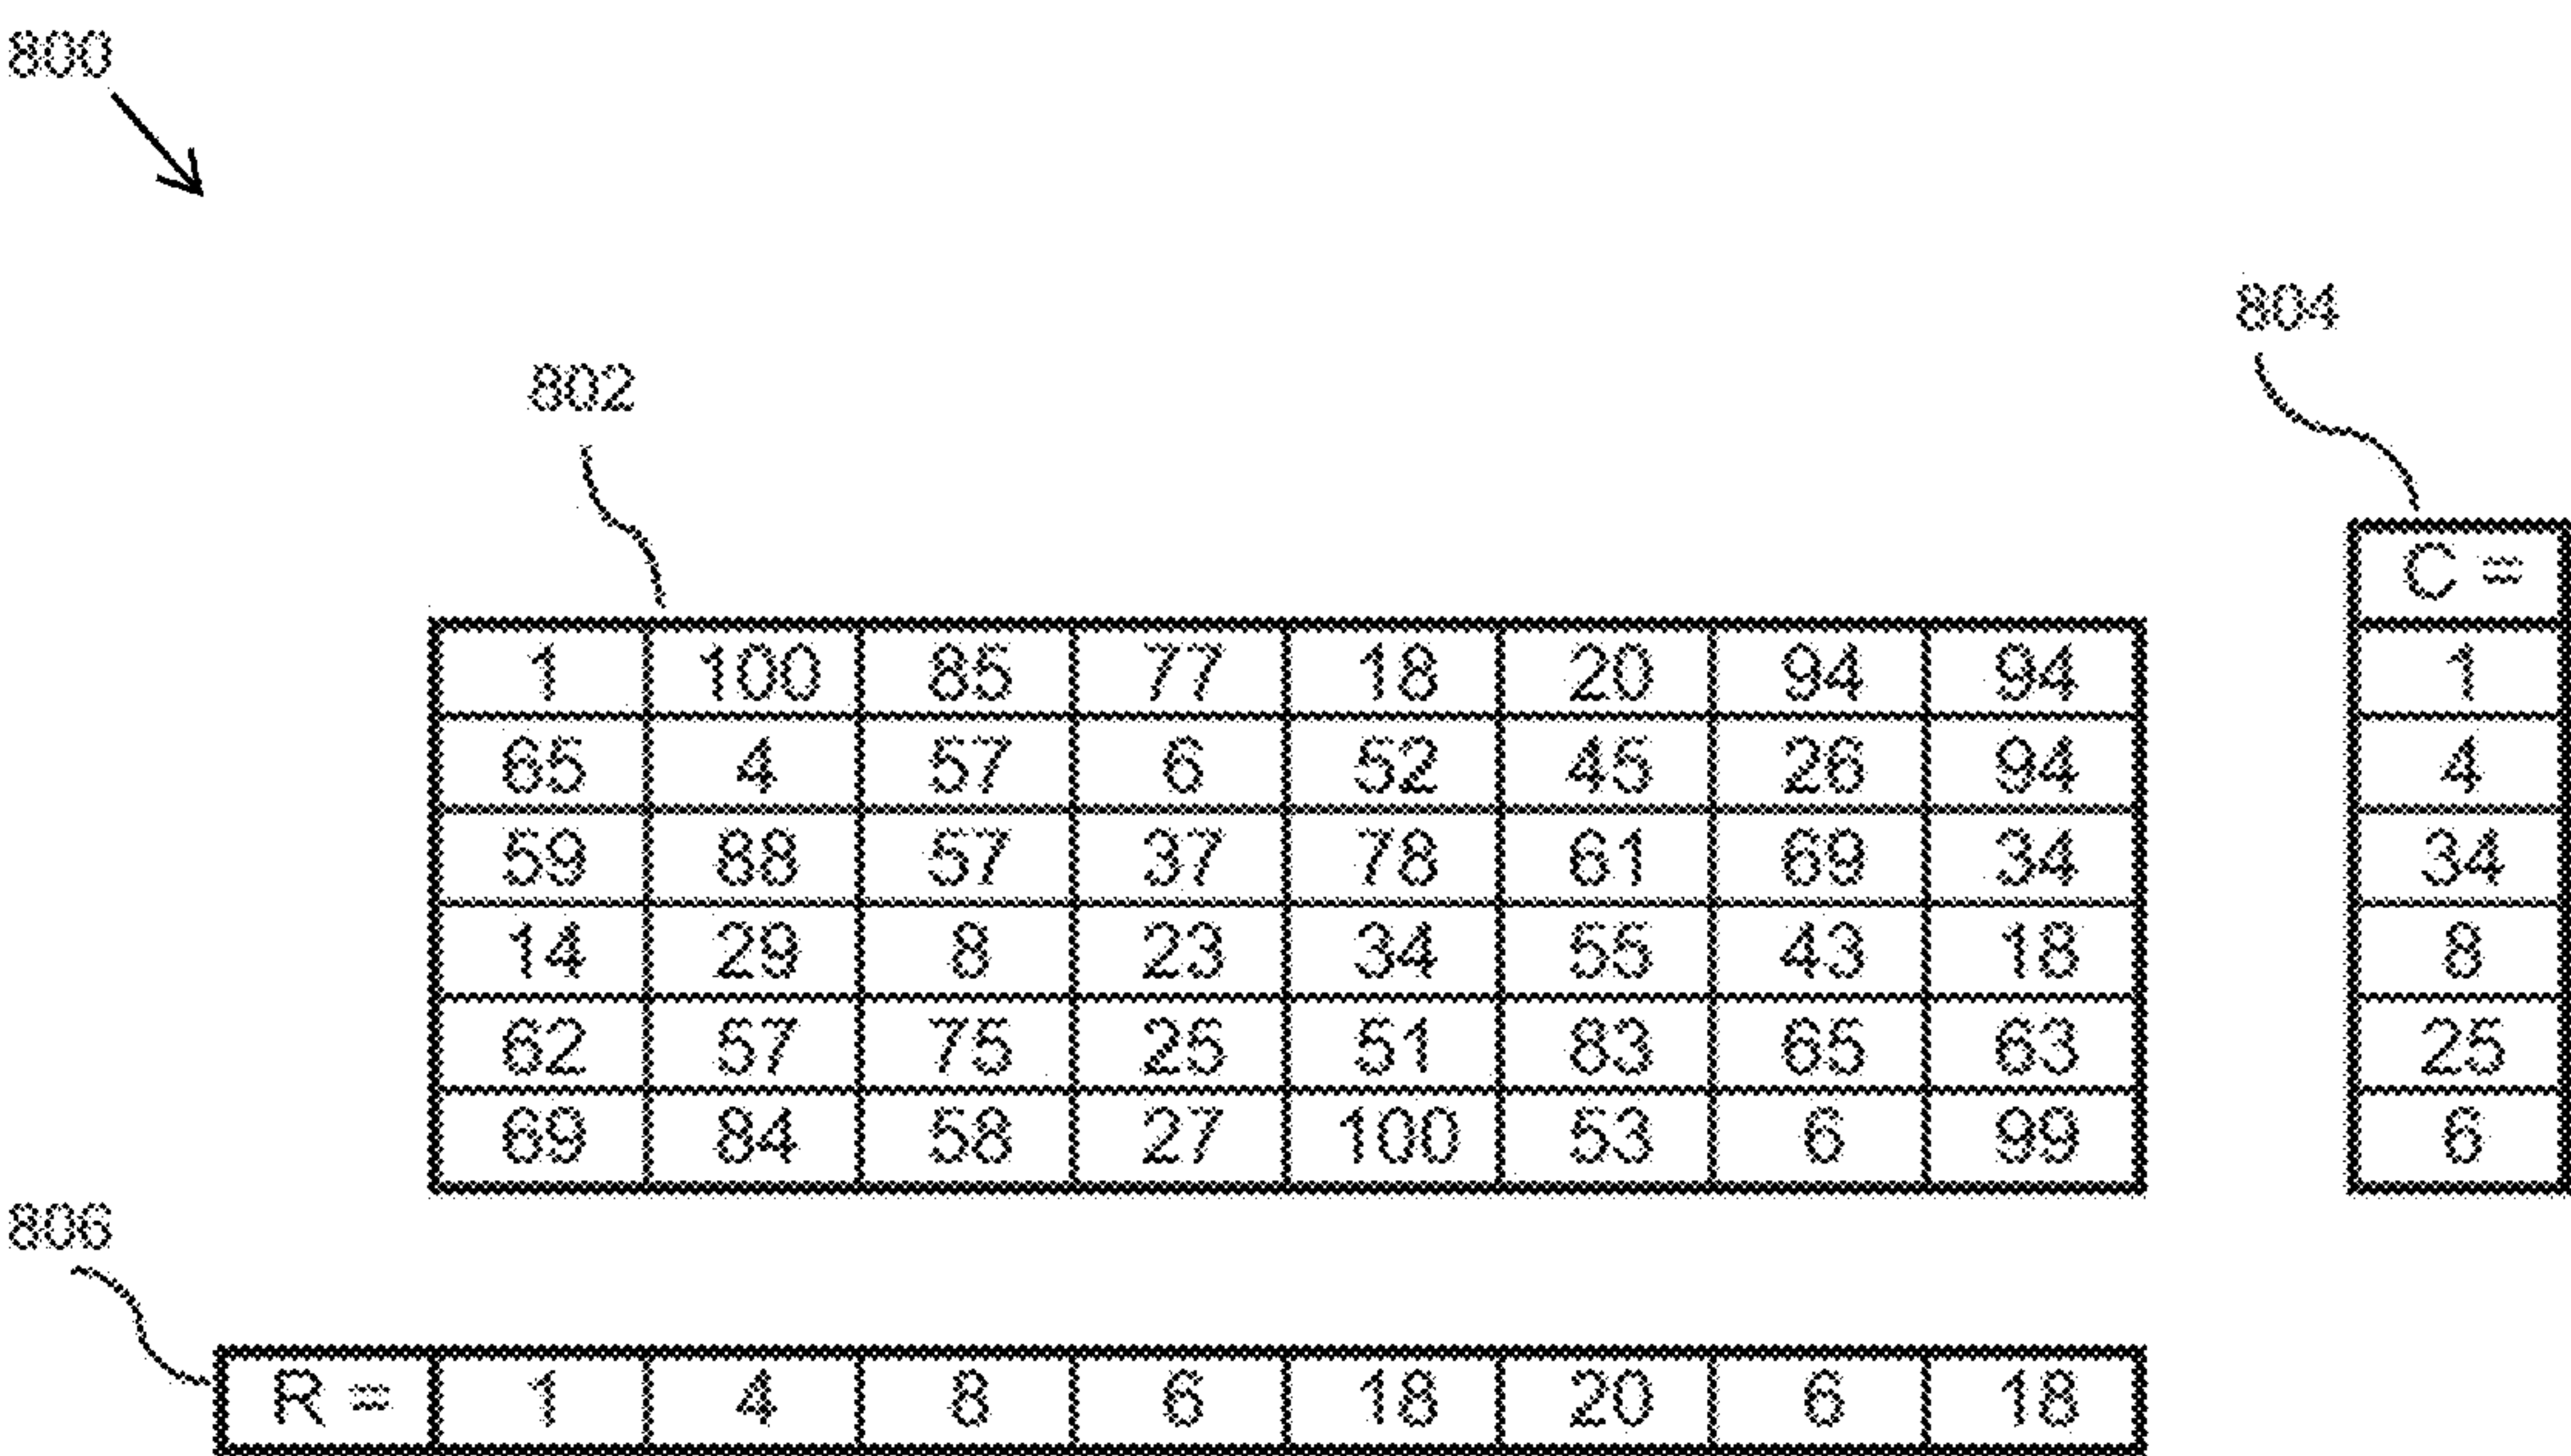 800
804
802
C =
1 100 85 77 18 20 94 94 1
65 4 57 6 52 45 26 94 4
59 88 57 37 78 61 69 34 34
14 29 8 23 34 55 43 18 8
62 57 75 25 51 83 65 63 25
69 84 58 27 100 53 6 99 6
806
R = 1 4 8 6 18 20 6 18